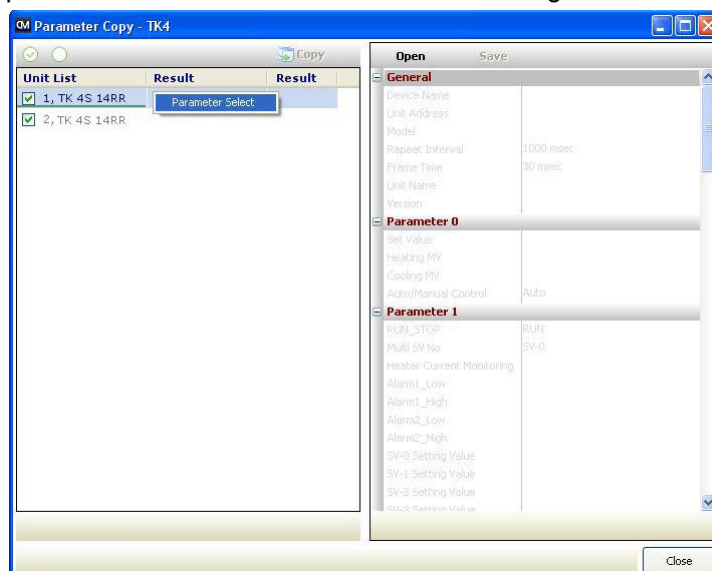 Parameter Copy - TK4
Copy
Unit List Result Result
1, TK 4S 14RR
Parameter Select
2, TK 4S 14RR
Open Save
General
Device Name
Unit Address
Model
Repeat Interval 1000 msec
Frame Time 30 msec
Unit Name
Version
Parameter 0
Set Value
Heating MV
Cooling MV
Auto/Manual Control Auto
Parameter 1
RUN_STOP RUN
Multi SV No SV-0
Heater Current Monitoring
Alarm1_Low
Alarm1_High
Alarm2_Low
Alarm2_High
SV-0 Setting Value
SV-1 Setting Value
SV-2 Setting Value
SV-3 Setting Value
Close